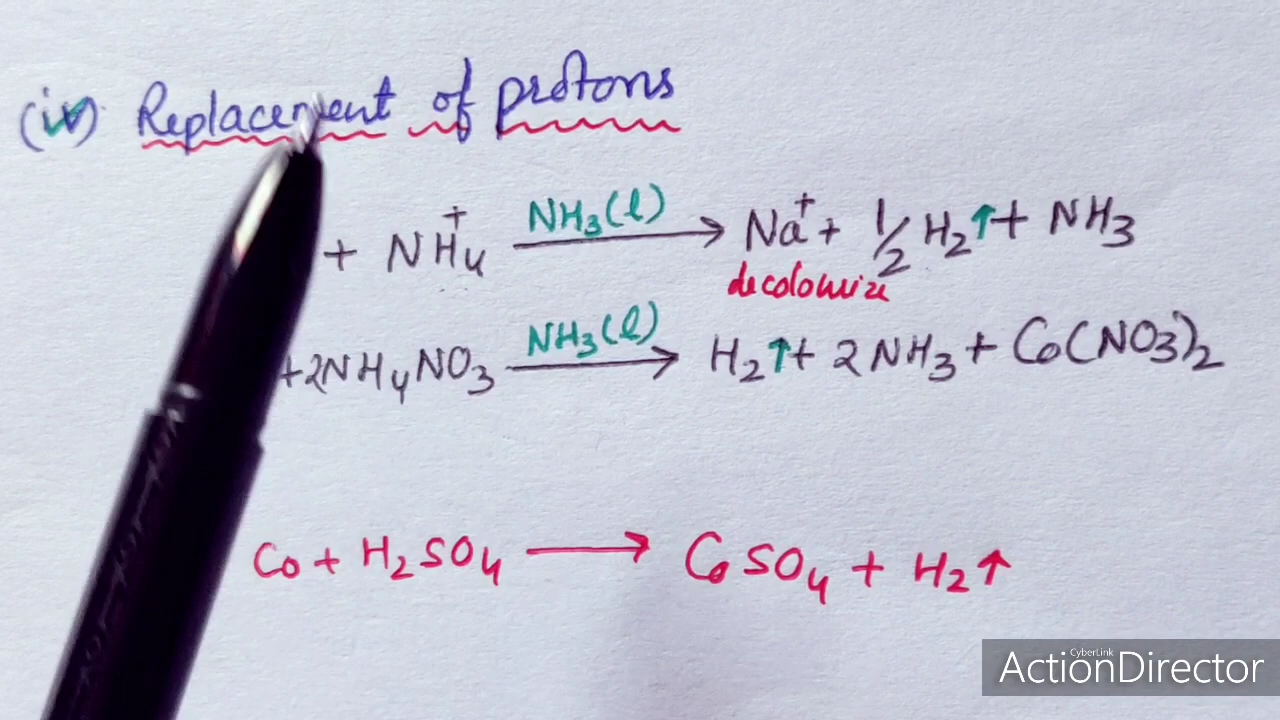 (iv) Replacement of protons
+ NH4+ NH3(l) → Na+ + 1/2 H2↑ + NH3
decolourize
+2NH4NO3 NH3(l) → H2↑ + 2NH3 + Co(NO3)2
Co + H2SO4 → CoSO4 + H2↑
CyberLink
ActionDirector